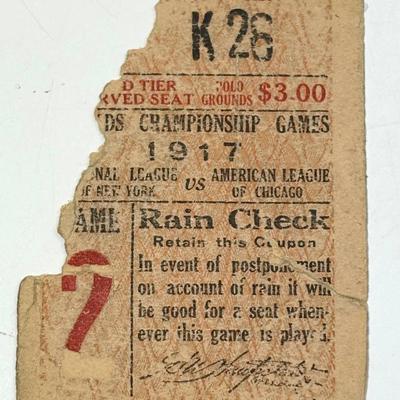 K 26
D TIER POLO
RVED SEAT GROUNDS $3.00
DS CHAMPIONSHIP GAMES
1917
NAL LEAGUE vs AMERICAN LEAGUE
OF NEW YORK OF CHICAGO
AME
2
Rain Check
Retain this Coupon
In event of postponement
on account of rain it will
be good for a seat when-
ever this game is played.